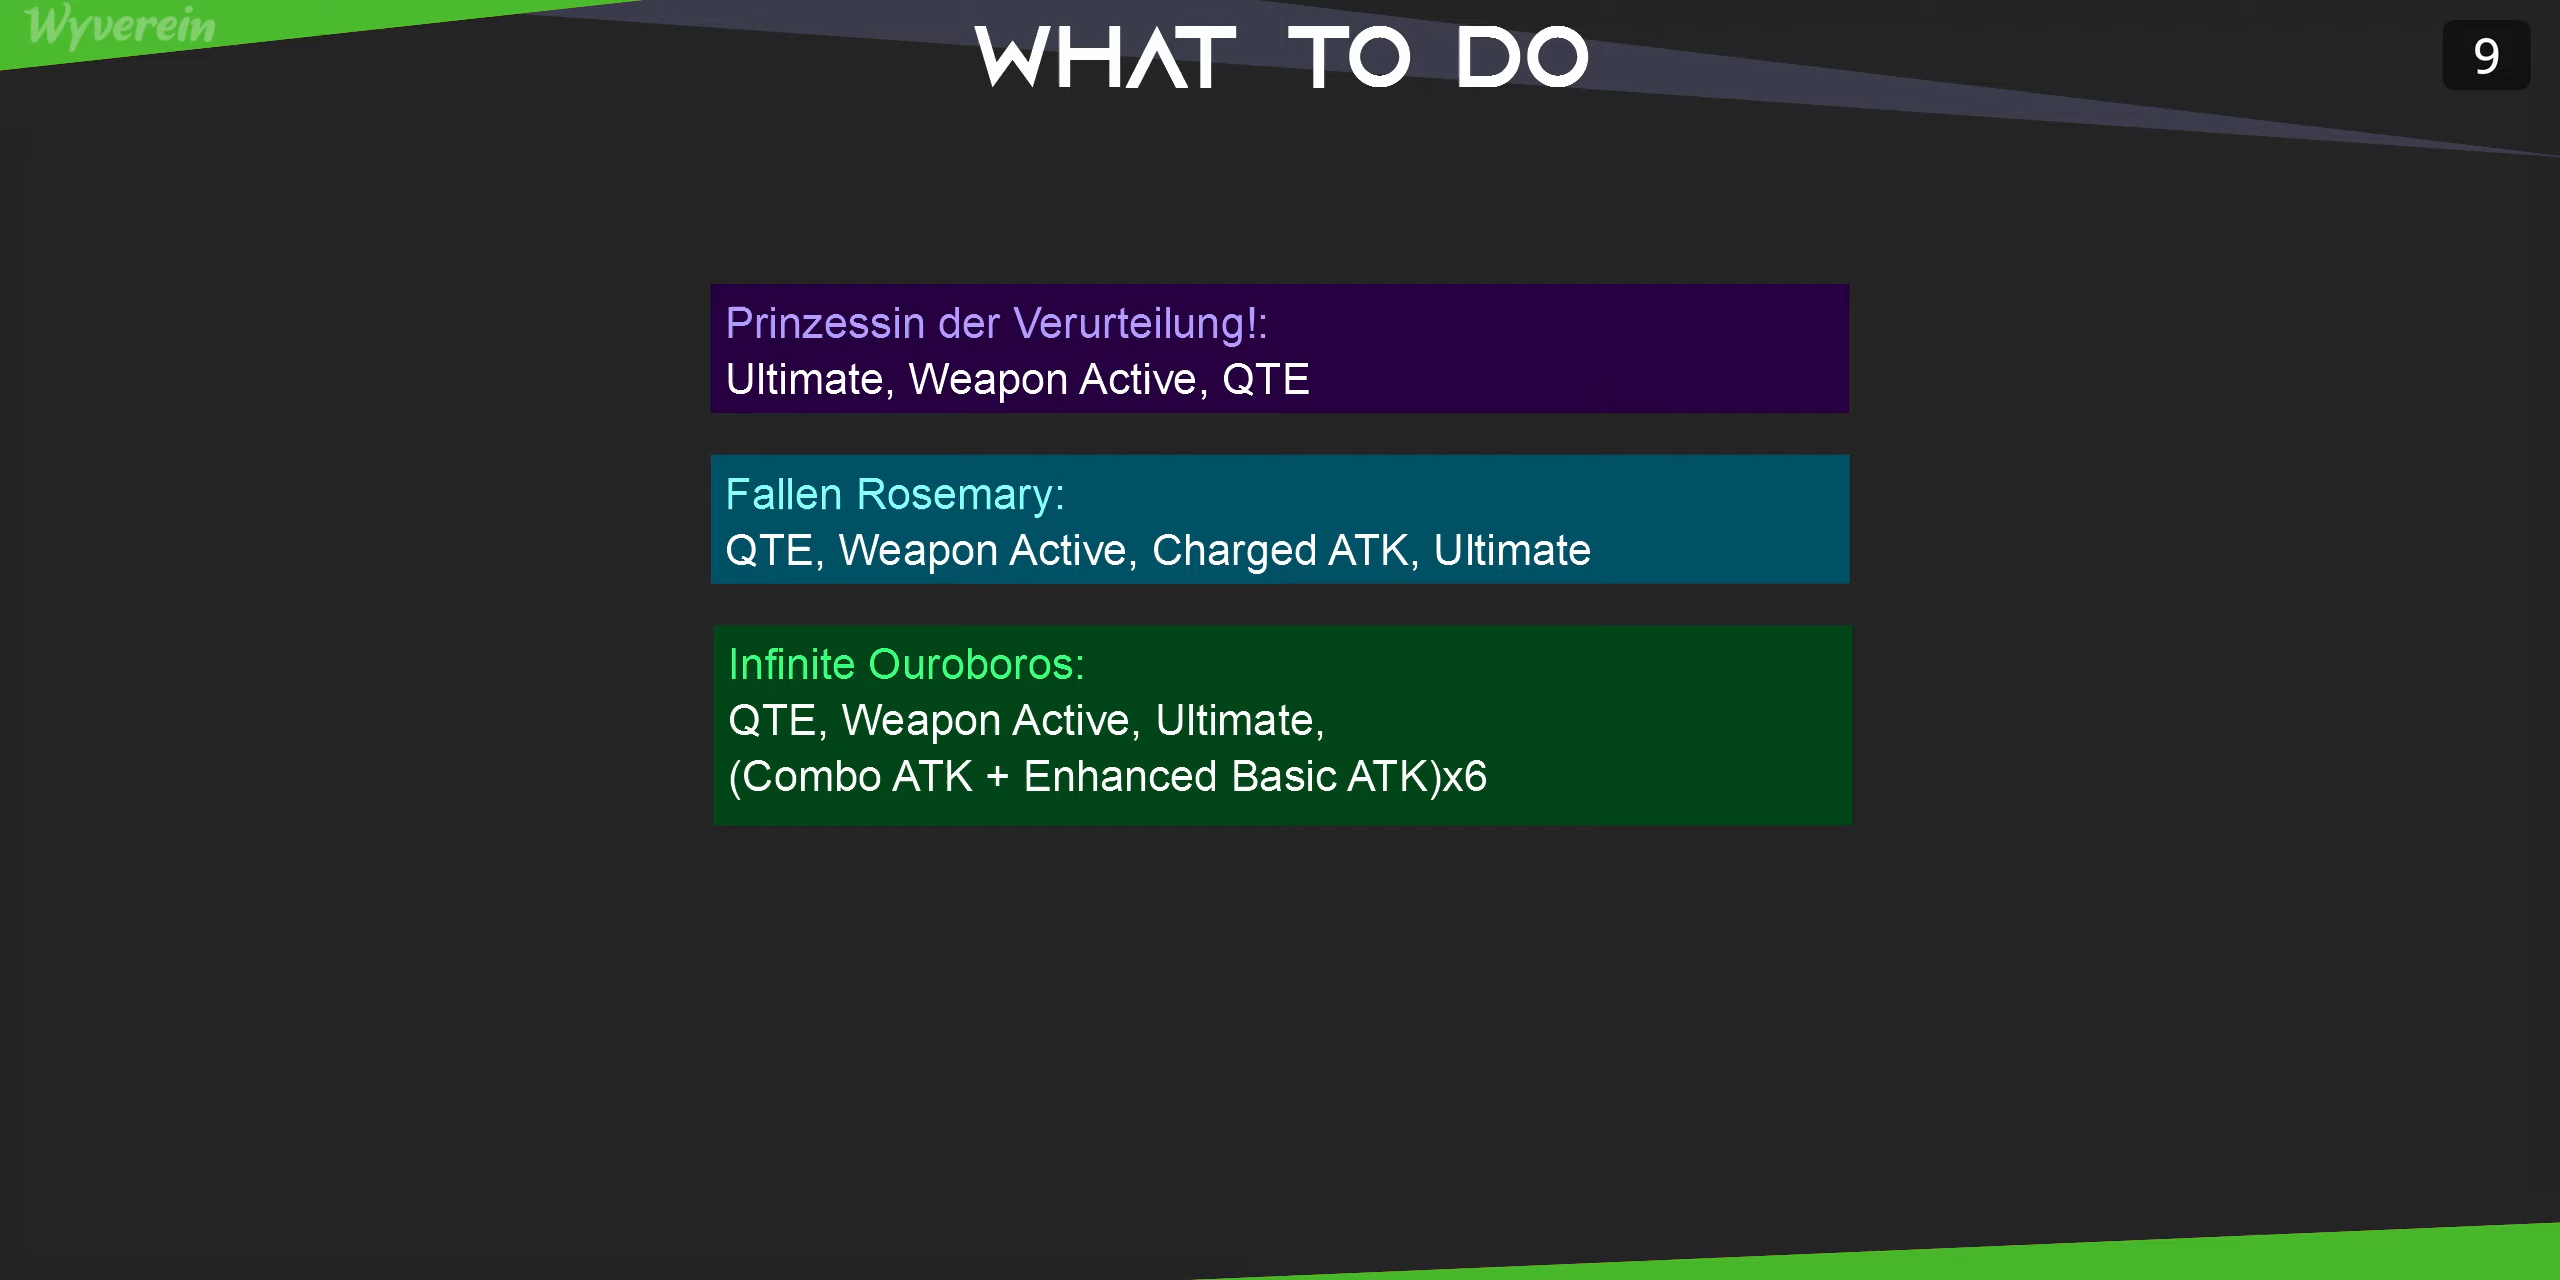 Wyverein
WHAT TO DO
9
Prinzessin der Verurteilung!:
Ultimate, Weapon Active, QTE
Fallen Rosemary:
QTE, Weapon Active, Charged ATK, Ultimate
Infinite Ouroboros:
QTE, Weapon Active, Ultimate,
(Combo ATK + Enhanced Basic ATK)x6